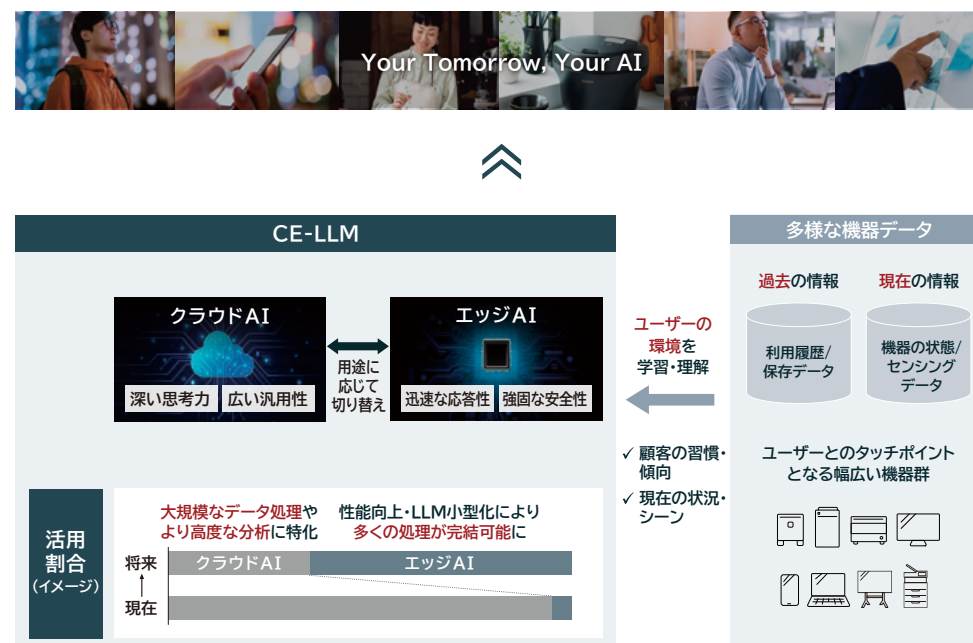 Your Tomorrow, Your AI
CE-LLM
クラウドAI
深い思考力
広い汎用性
用途に
応じて
切り替え
エッジAI
迅速な応答性
強固な安全性
ユーザーの
環境を
学習・理解
✓ 顧客の習慣・
傾向
✓ 現在の状況・
シーン
多様な機器データ
過去の情報
利用履歴/
保存データ
現在の情報
機器の状態/
センシング
データ
ユーザーとのタッチポイント
となる幅広い機器群
活用
割合
(イメージ)
大規模なデータ処理や
より高度な分析に特化
性能向上・LLM小型化により
多くの処理が完結可能に
将来
クラウドAI
エッジAI
現在